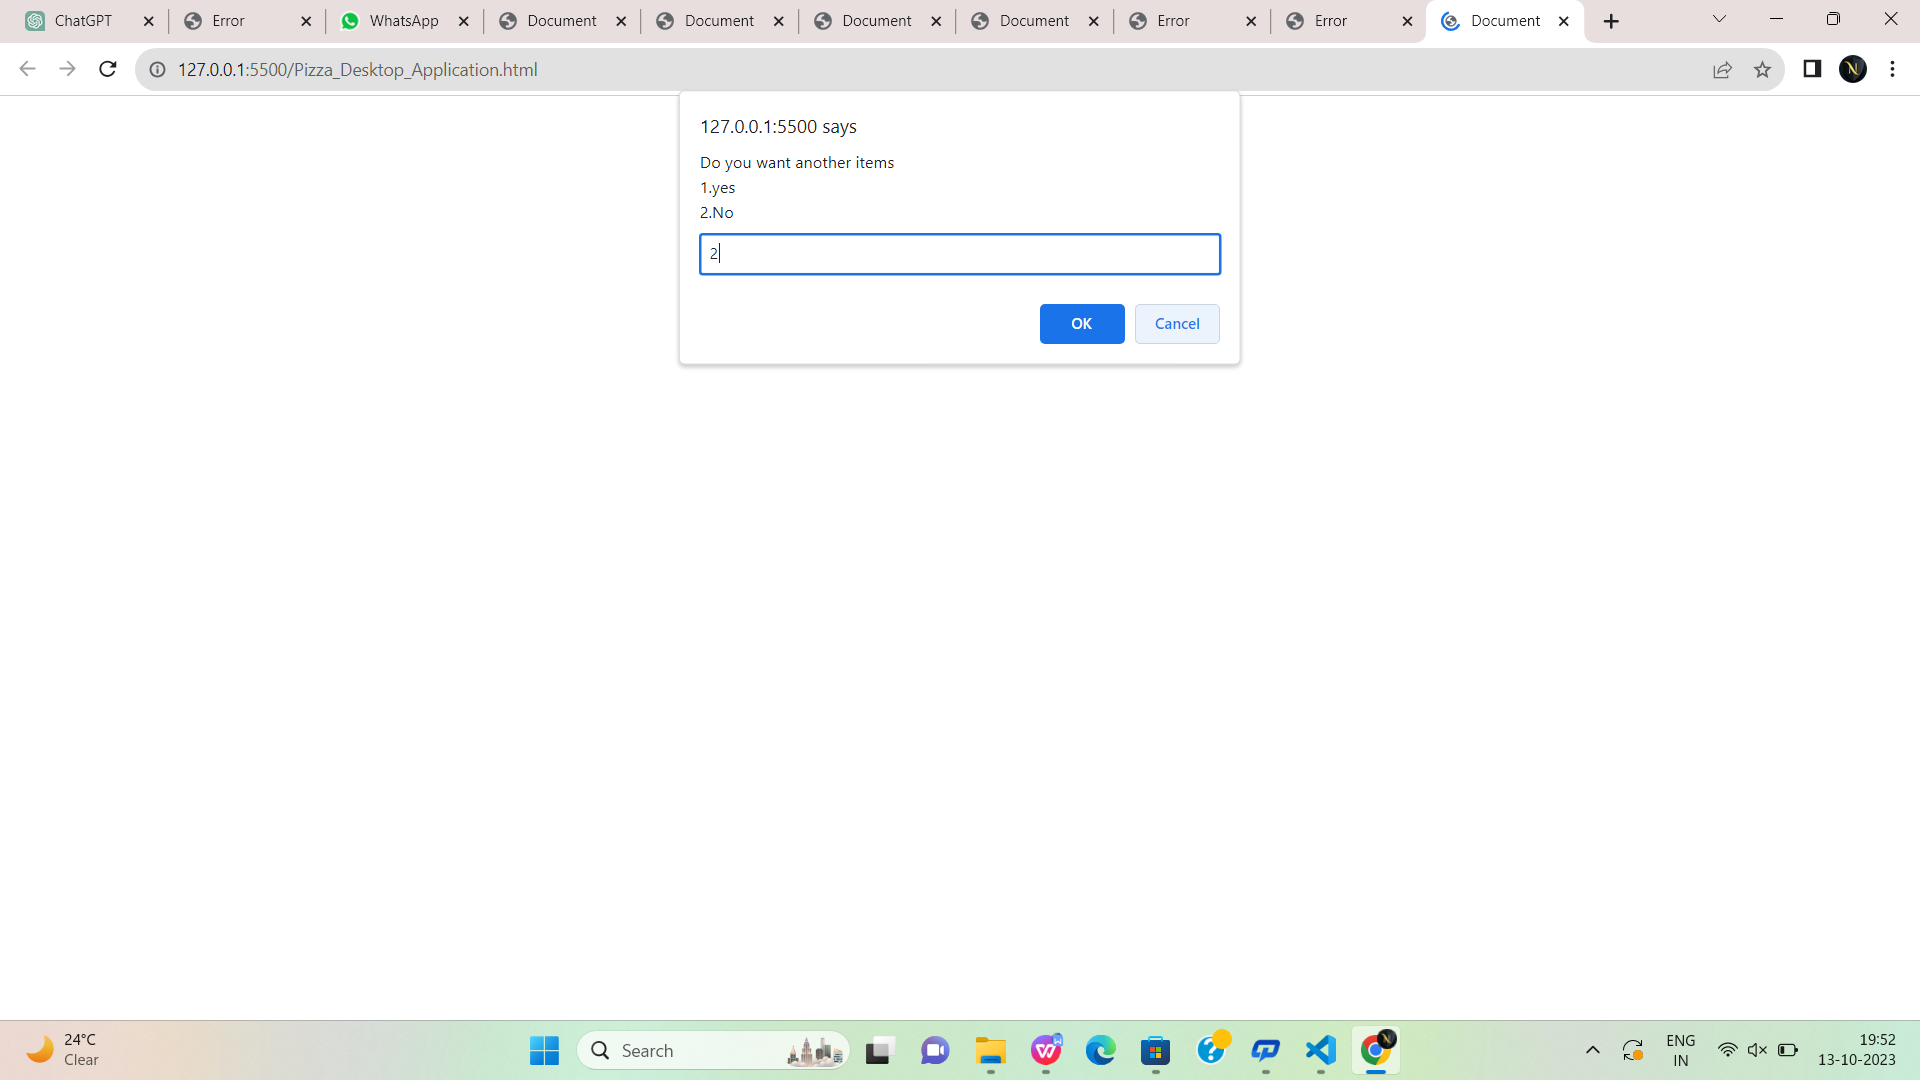 ChatGPT
Error
WhatsApp
Document
Document
Document
Document
Error
Error
Document
127.0.0.1:5500/Pizza_Desktop_Application.html
N
127.0.0.1:5500 says
Do you want another items
1.yes
2.No
2
OK
Cancel
24°C
Clear
Search
ENG
IN
19:52
13-10-2023